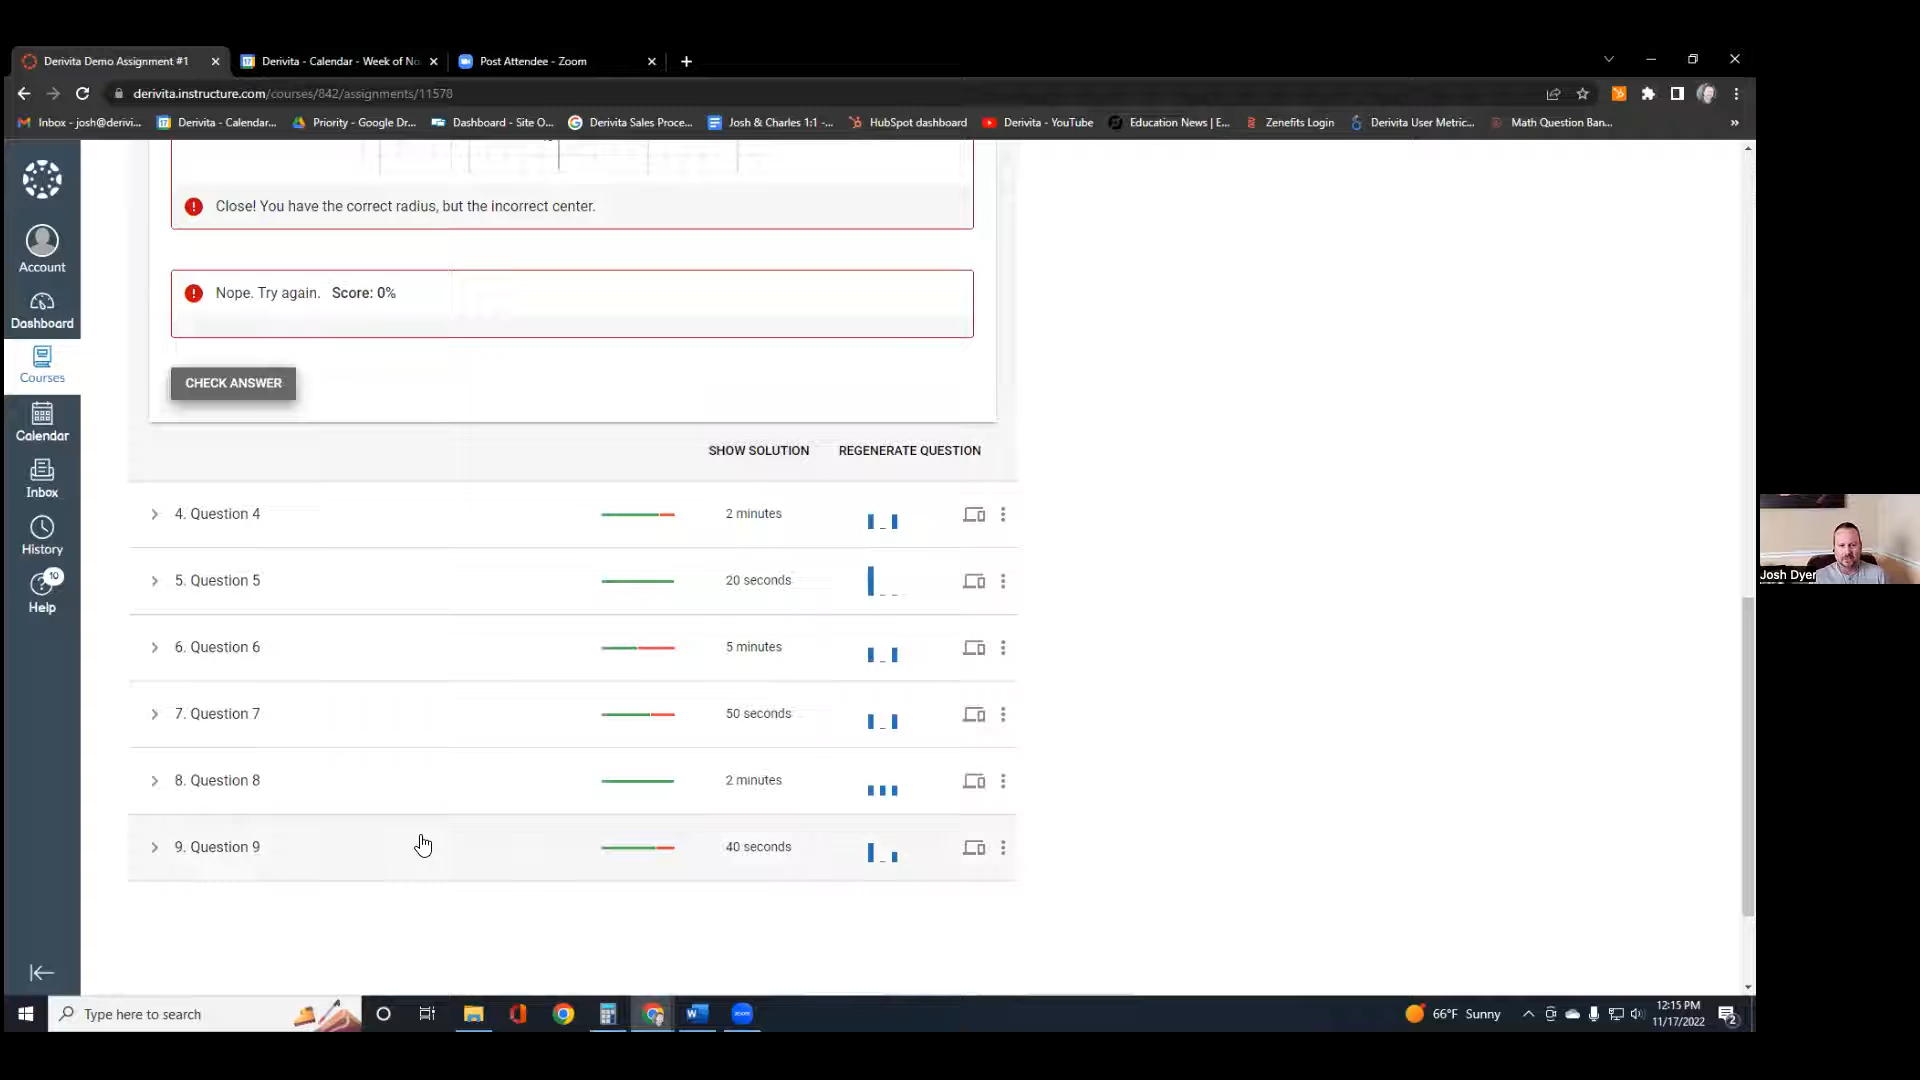 Derivita Demo Assignment #1
Derivita - Calendar - Week of No
Post Attendee - Zoom
derivita.instructure.com/courses/842/assignments/11578
Inbox - josh@derivi...
Derivita - Calendar...
Priority - Google Dr...
Dashboard - Site O...
Derivita Sales Proce...
Josh & Charles 1:1 -...
HubSpot dashboard
Derivita - YouTube
Education News | E...
Zenefits Login
Derivita User Metric...
Math Question Ban...
Account
Dashboard
Courses
Calendar
Inbox
History
10
Help
Close! You have the correct radius, but the incorrect center.
Nope. Try again. Score: 0%
CHECK ANSWER
SHOW SOLUTION REGENERATE QUESTION
4. Question 4 2 minutes
5. Question 5 20 seconds
6. Question 6 5 minutes
7. Question 7 50 seconds
8. Question 8 2 minutes
9. Question 9 40 seconds
Josh Dyer
Type here to search
66°F Sunny
12:15 PM
11/17/2022
2